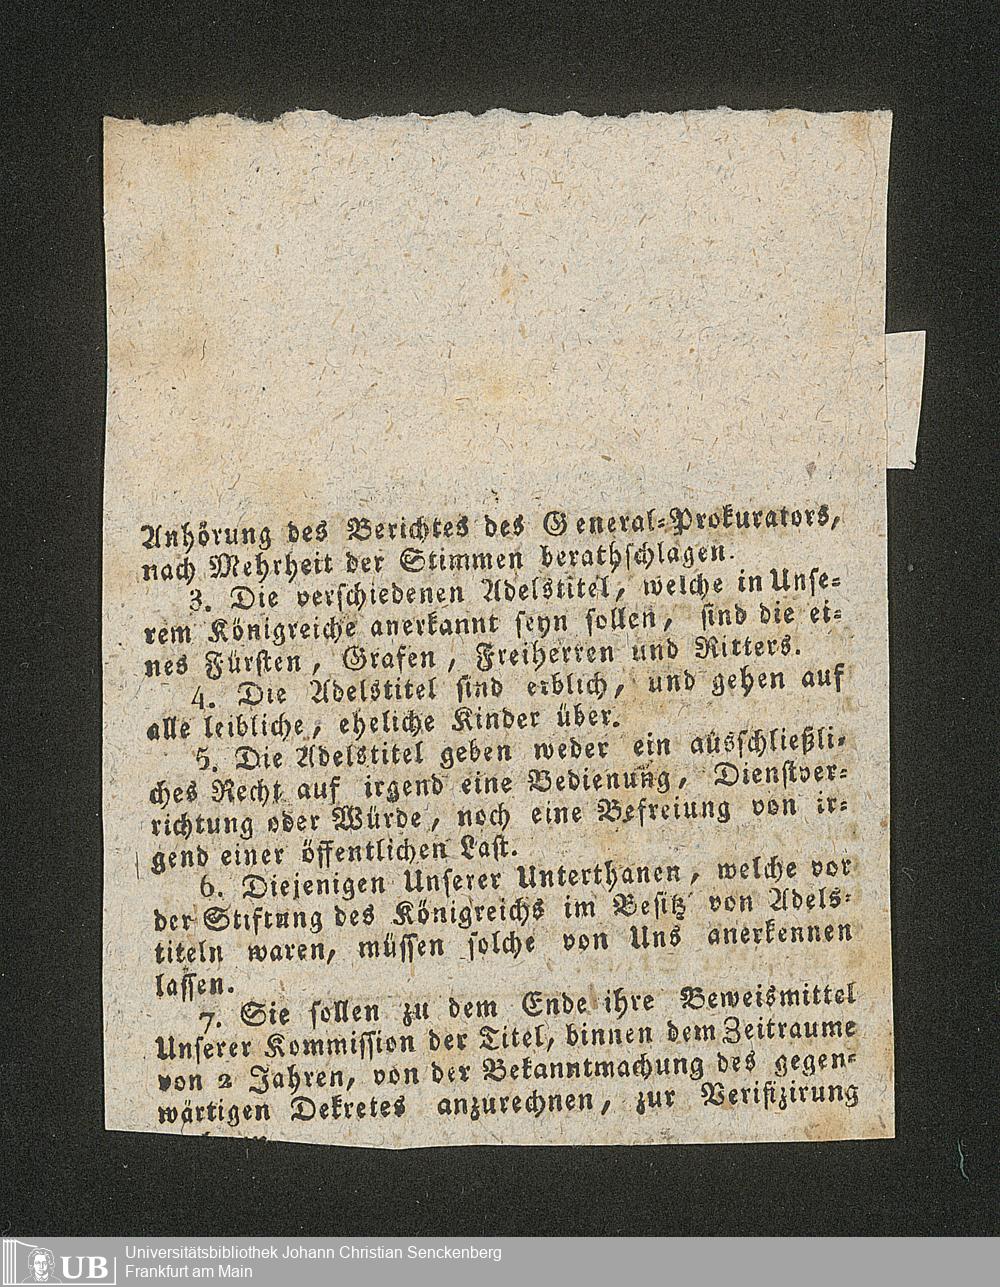 Anhörung des Berichtes des General-Prokurators,
nach Mehrheit der Stimmen berathschlagen.
3. Die verschiedenen Adelstitel, welche in Unse-
rem Königreiche anerkannt seyn sollen, sind die ei-
nes Fürsten, Grafen, Freiherren und Ritters.
4. Die Adelstitel sind erblich, und gehen auf
alle leibliche, eheliche Kinder über.
5. Die Adelstitel geben weder ein ausschließli-
ches Recht auf irgend eine Bedienung, Dienstver-
richtung oder Würde, noch eine Befreiung von ir-
gend einer öffentlichen Last.
6. Diejenigen Unserer Unterthanen, welche vor
der Stiftung des Königreichs im Besitz von Adels-
titeln waren, müssen solche von Uns anerkennen
lassen.
7. Sie sollen zu dem Ende ihre Beweismittel
Unserer Kommission der Titel, binnen dem Zeitraume
von 2 Jahren, von der Bekanntmachung des gegen-
wärtigen Dekretes anzurechnen, zur Verifizirung
UB
Universitätsbibliothek Johann Christian Senckenberg
Frankfurt am Main